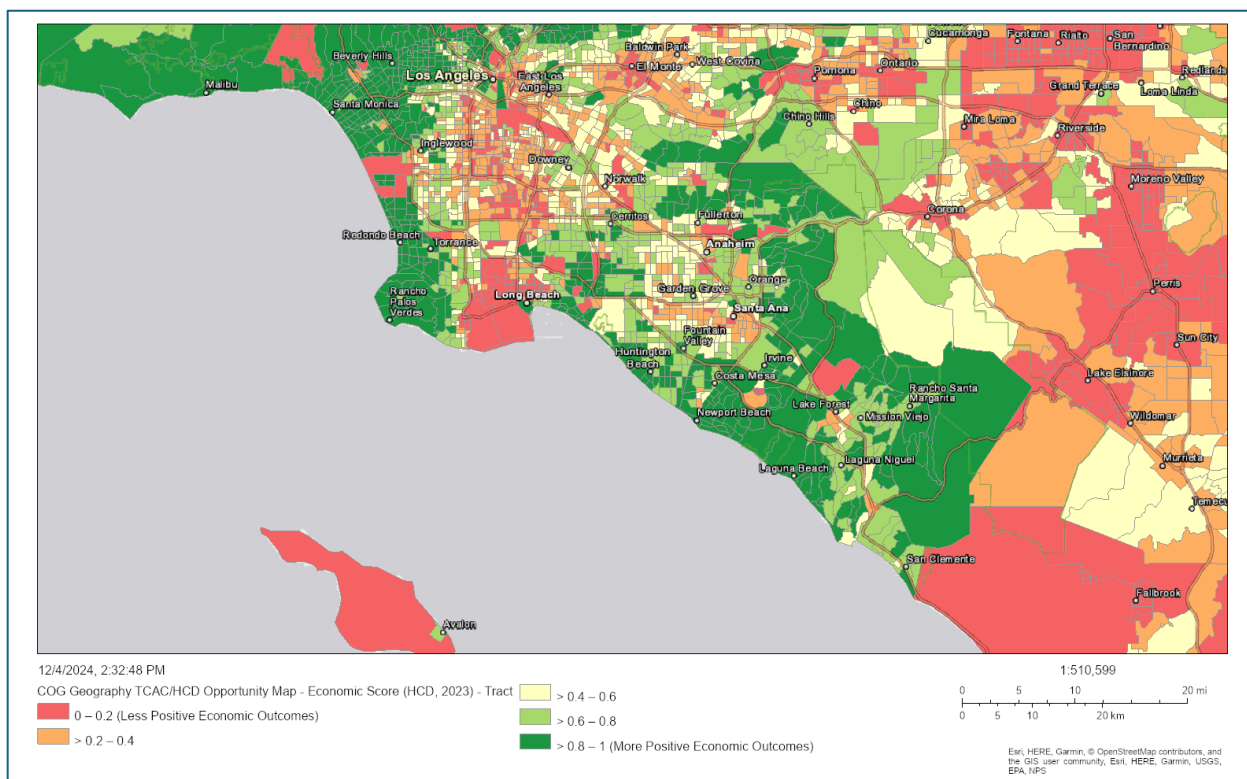 Cucamonga
Fontana
Rialto
San
Bernardino
Baldwin Park
Beverly Hills
El Monte
West Covina
Los Angeles
Pomona
Ontario
Redlands
East Los
Angeles
Grand Terrace
Loma Linda
Malibu
Santa Monica
Chino
Chino Hills
Mira Loma
Riverside
Inglewood
Downey
Norwalk
Moreno Valley
Cerritos
Fullerton
Corona
Redondo Beach
Torrance
Anaheim
Rancho
Palos
Verdes
Long Beach
Garden Grove
Orange
Perris
Santa Ana
Fountain
Valley
Sun City
Huntington
Beach
Irvine
Costa Mesa
Lake Elsinore
Rancho Santa
Margarita
Newport Beach
Lake Forest
Mission Viejo
Wildomar
Laguna Beach
Laguna Niguel
Murrieta
Temecu
San Clemente
Fallbrook
Avalon
12/4/2024, 2:32:48 PM
COG Geography TCAC/HCD Opportunity Map - Economic Score (HCD, 2023) - Tract
0 – 0.2 (Less Positive Economic Outcomes)
> 0.2 – 0.4
> 0.4 – 0.6
> 0.6 – 0.8
> 0.8 – 1 (More Positive Economic Outcomes)
1:510,599
0 5 10 20 mi
0 5 10 20 km
Esri, HERE, Garmin, © OpenStreetMap contributors, and
the GIS user community, Esri, HERE, Garmin, USGS,
EPA, NPS